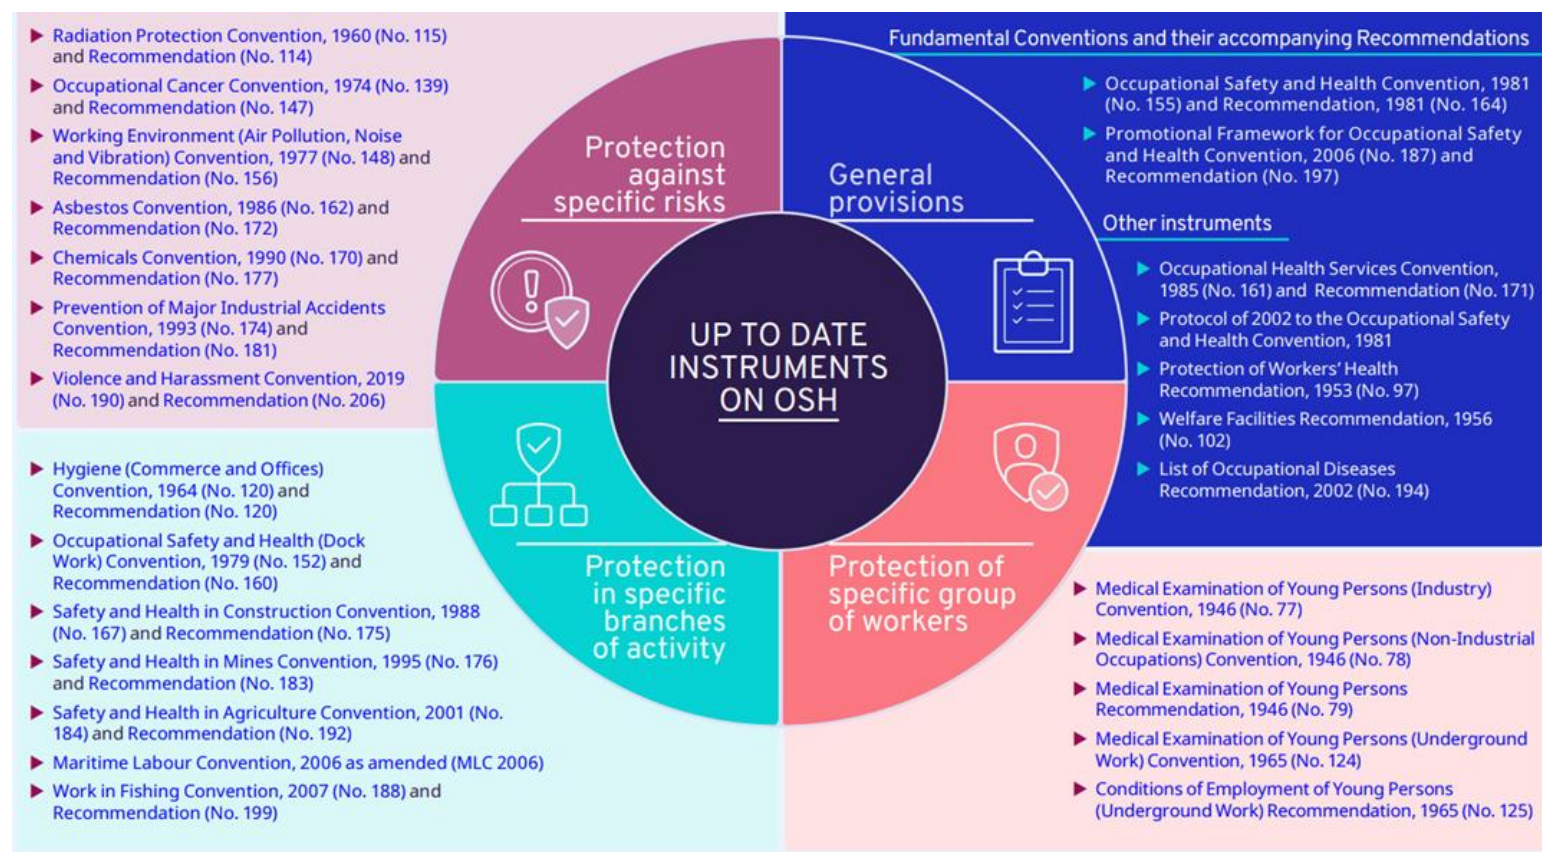 Radiation Protection Convention, 1960 (No. 115)
and Recommendation (No. 114)
Occupational Cancer Convention, 1974 (No. 139)
and Recommendation (No. 147)
Working Environment (Air Pollution, Noise
and Vibration) Convention, 1977 (No. 148) and
Recommendation (No. 156)
Asbestos Convention, 1986 (No. 162) and
Recommendation (No. 172)
Chemicals Convention, 1990 (No. 170) and
Recommendation (No. 177)
Prevention of Major Industrial Accidents
Convention, 1993 (No. 174) and
Recommendation (No. 181)
Violence and Harassment Convention, 2019
(No. 190) and Recommendation (No. 206)
Protection
against
specific risks
General
provisions
Fundamental Conventions and their accompanying Recommendations
Occupational Safety and Health Convention, 1981
(No. 155) and Recommendation, 1981 (No. 164)
Promotional Framework for Occupational Safety
and Health Convention, 2006 (No. 187) and
Recommendation (No. 197)
Other instruments
Occupational Health Services Convention,
1985 (No. 161) and Recommendation (No. 171)
Protocol of 2002 to the Occupational Safety
and Health Convention, 1981
Protection of Workers' Health
Recommendation, 1953 (No. 97)
Welfare Facilities Recommendation, 1956
(No. 102)
List of Occupational Diseases
Recommendation, 2002 (No. 194)
UP TO DATE
INSTRUMENTS
ON OSH
Hygiene (Commerce and Offices)
Convention, 1964 (No. 120) and
Recommendation (No. 120)
Occupational Safety and Health (Dock
Work) Convention, 1979 (No. 152) and
Recommendation (No. 160)
Safety and Health in Construction Convention, 1988
(No. 167) and Recommendation (No. 175)
Safety and Health in Mines Convention, 1995 (No. 176)
and Recommendation (No. 183)
Safety and Health in Agriculture Convention, 2001 (No.
184) and Recommendation (No. 192)
Maritime Labour Convention, 2006 as amended (MLC 2006)
Work in Fishing Convention, 2007 (No. 188) and
Recommendation (No. 199)
Protection
in specific
branches
of activity
Protection of
specific group
of workers
Medical Examination of Young Persons (Industry)
Convention, 1946 (No. 77)
Medical Examination of Young Persons (Non-Industrial
Occupations) Convention, 1946 (No. 78)
Medical Examination of Young Persons
Recommendation, 1946 (No. 79)
Medical Examination of Young Persons (Underground
Work) Convention, 1965 (No. 124)
Conditions of Employment of Young Persons
(Underground Work) Recommendation, 1965 (No. 125)